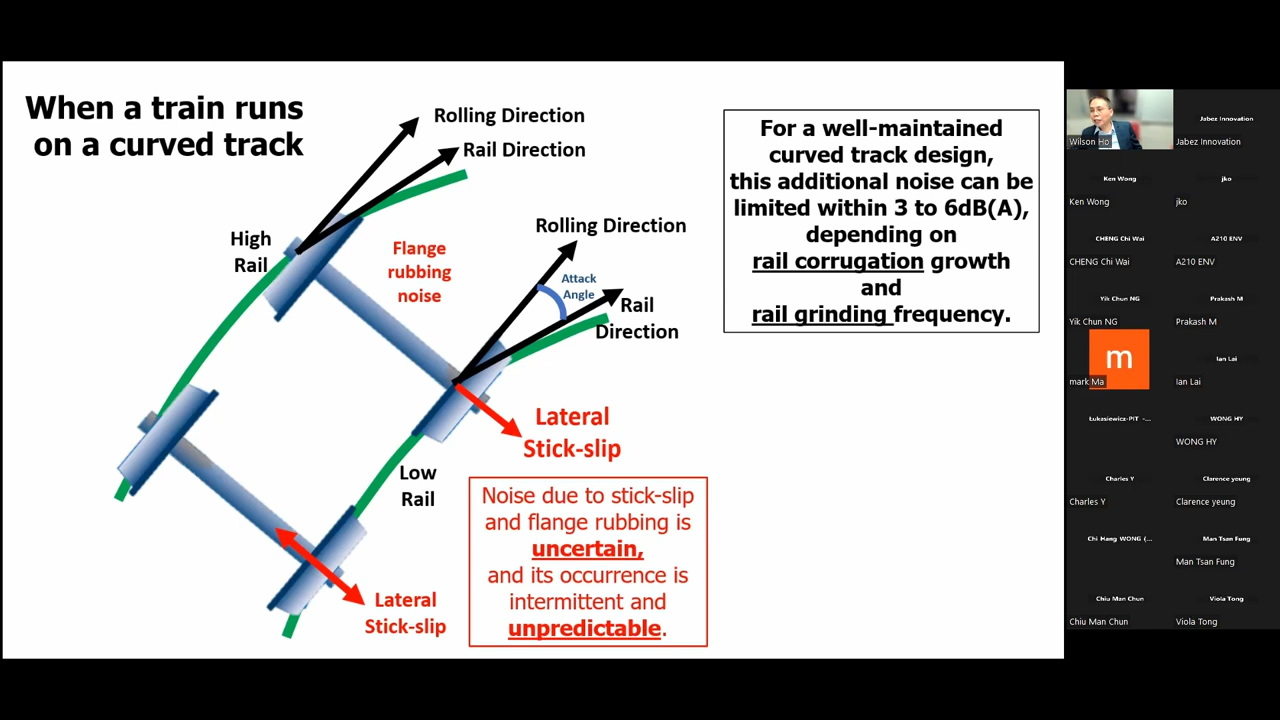 When a train runs
on a curved track
Rolling Direction
Rail Direction
High
Rail
Flange
rubbing
noise
Rolling Direction
Attack
Angle
Rail
Direction
Lateral
Stick-slip
Low
Rail
Lateral
Stick-slip
Noise due to stick-slip
and flange rubbing is
uncertain,
and its occurrence is
intermittent and
unpredictable.
For a well-maintained
curved track design,
this additional noise can be
limited within 3 to 6dB(A),
depending on
rail corrugation growth
and
rail grinding frequency.
Wilson Ho
Jabez Innovation
Jabez Innovation
Ken Wong
Ken Wong
jko
jko
CHENG Chi Wai
CHENG Chi Wai
A210 ENV
A210 ENV
Yik Chun NG
Yik Chun NG
Prakash M
Prakash M
m
mark Ma
Ian Lai
Ian Lai
Łukasiewicz-PIT -...
WONG HY
WONG HY
Charles Y
Charles Y
Clarence yeung
Clarence yeung
Chi Hang WONG (...
Man Tsan Fung
Man Tsan Fung
Chiu Man Chun
Chiu Man Chun
Viola Tong
Viola Tong